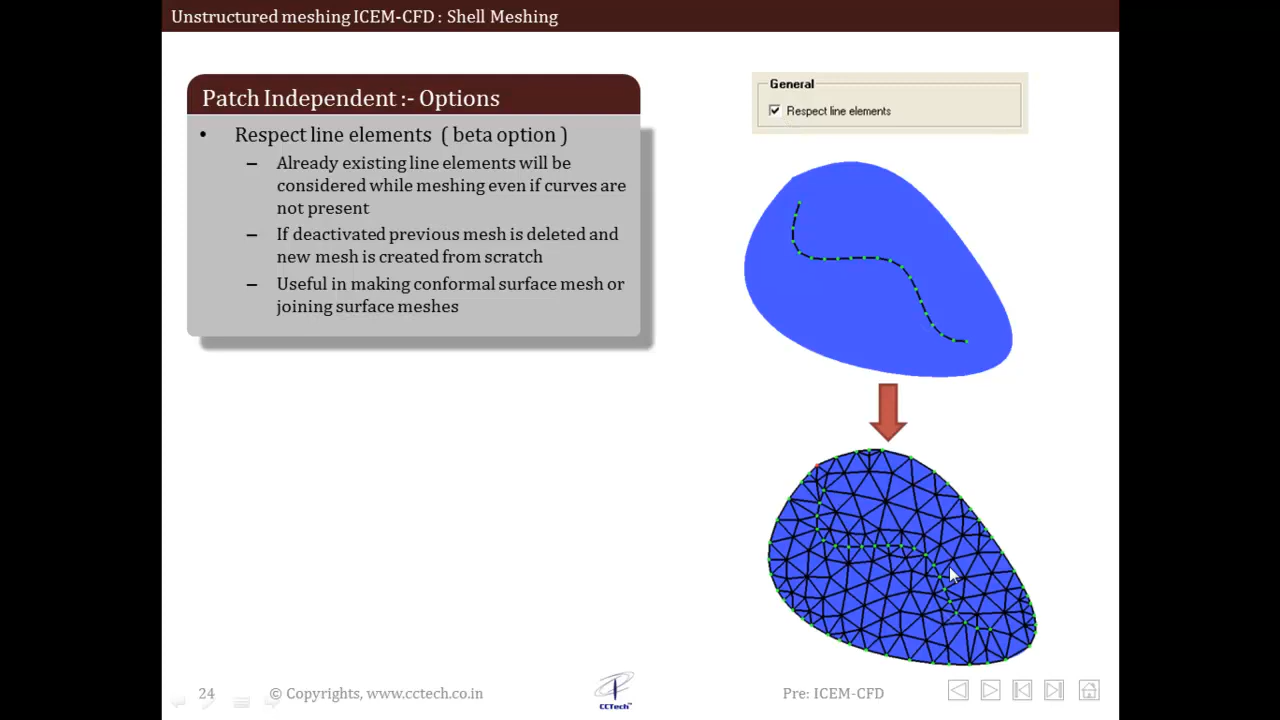 Unstructured meshing ICEM-CFD : Shell Meshing
Patch Independent :- Options
• Respect line elements ( beta option )
– Already existing line elements will be
considered while meshing even if curves are
not present
– If deactivated previous mesh is deleted and
new mesh is created from scratch
– Useful in making conformal surface mesh or
joining surface meshes
General
Respect line elements
24
© Copyrights, www.cctech.co.in
CCTech™
Pre: ICEM-CFD